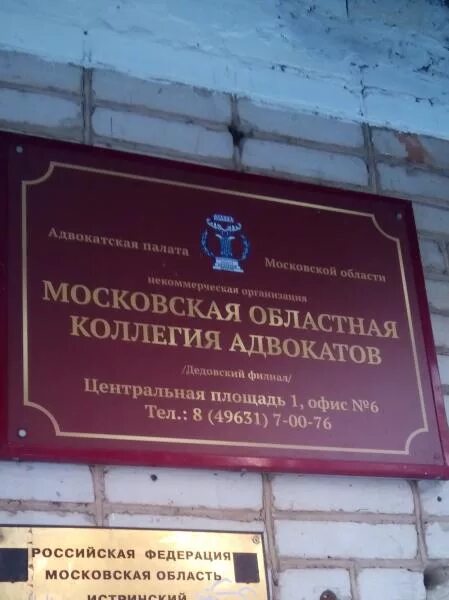 Адвокатская палата Московской области
некоммерческая организация
МОСКОВСКАЯ ОБЛАСТНАЯ
КОЛЛЕГИЯ АДВОКАТОВ
/Дедовский филиал/
Центральная площадь 1, офис №6
Тел.: 8 (49631) 7-00-76
РОССИЙСКАЯ ФЕДЕРАЦИЯ
МОСКОВСКАЯ ОБЛАСТЬ
ИСТРИНСКИЙ